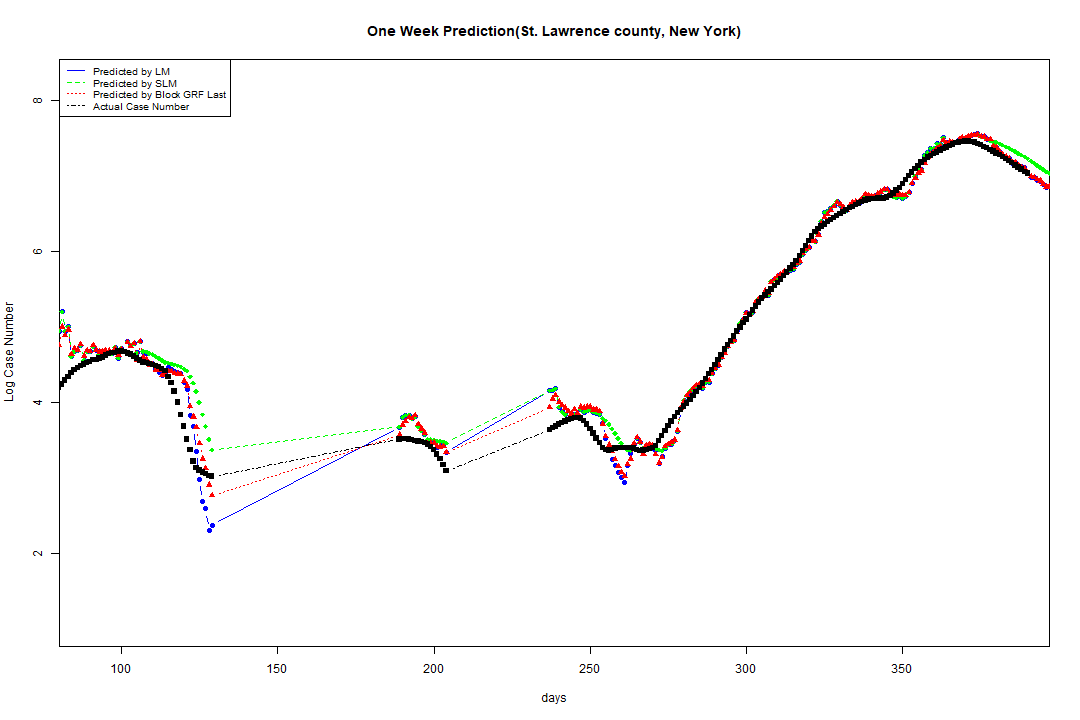 One Week Prediction(St. Lawrence county, New York)
Predicted by LM
Predicted by SLM
Predicted by Block GRF Last
Actual Case Number
Log Case Number
8
6
4
2
100 150 200 250 300 350
days